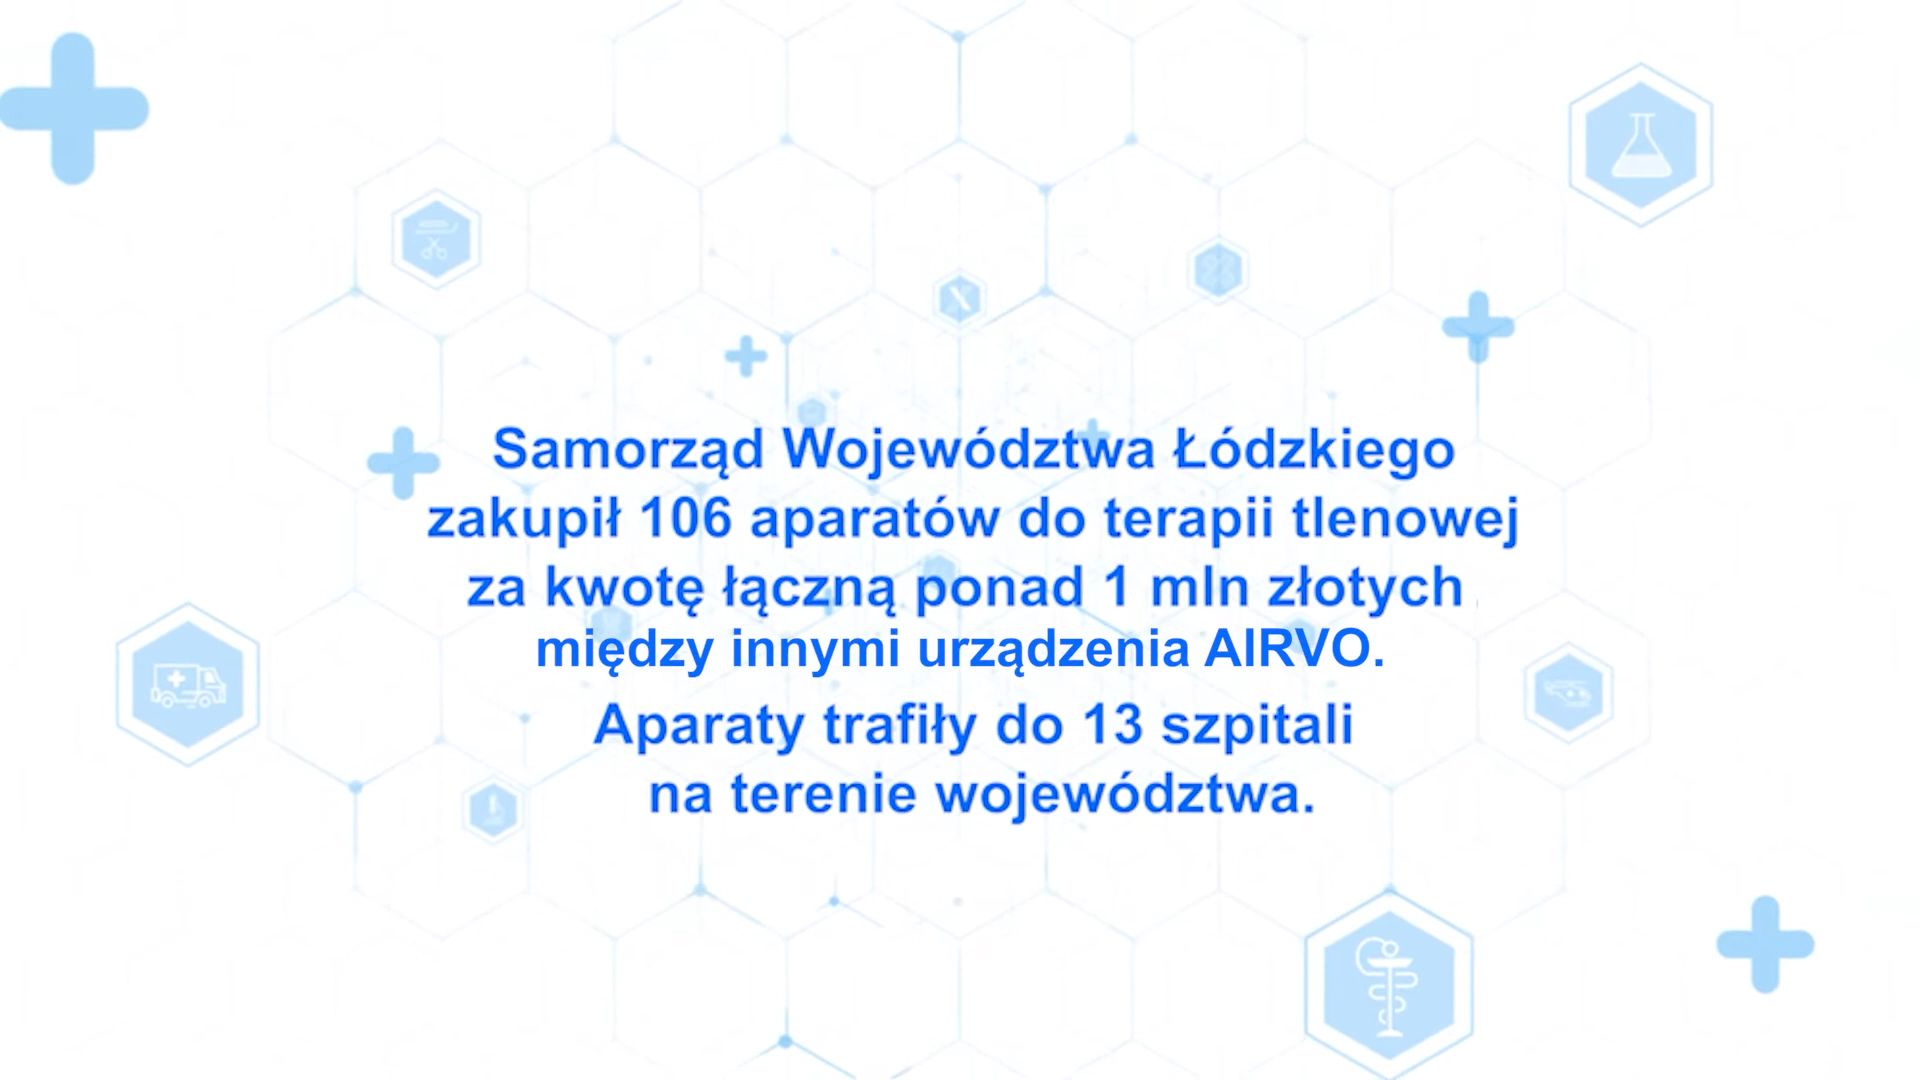 Samorząd Województwa Łódzkiego
zakupił 106 aparatów do terapii tlenowej
za kwotę łączną ponad 1 mln złotych
między innymi urządzenia AIRVO.
Aparaty trafiły do 13 szpitali
na terenie województwa.